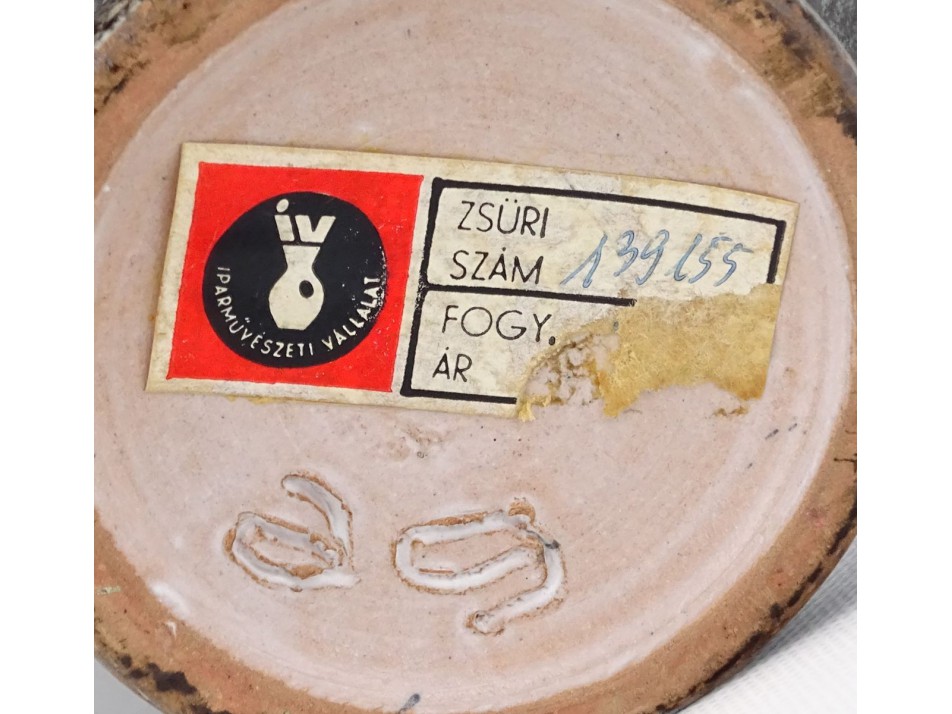 iv
IPARMŰVÉSZETI VÁLLALAT
ZSÜRI
SZÁM 139155
FOGY.
ÁR